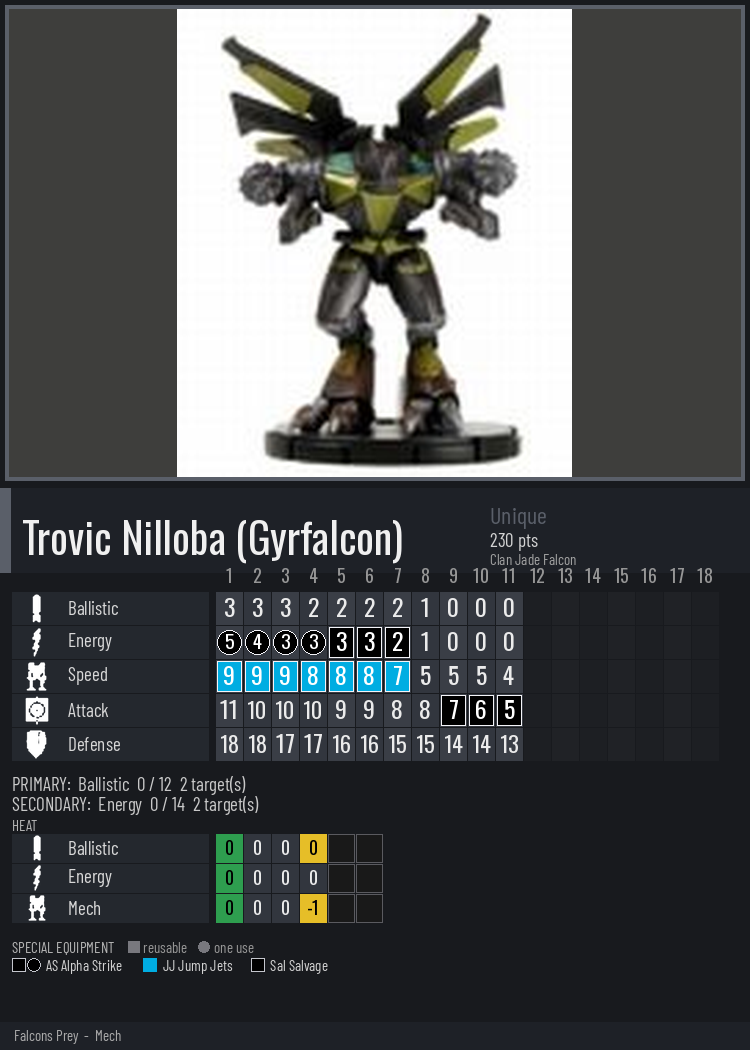 Trovic Nilloba (Gyrfalcon)
Unique
230 pts
Clan Jade Falcon
1 2 3 4 5 6 7 8 9 10 11 12 13 14 15 16 17 18
Ballistic 3 3 3 2 2 2 2 1 0 0 0
Energy 5 4 3 3 3 3 2 1 0 0 0
Speed 9 9 9 8 8 8 7 5 5 5 4
Attack 11 10 10 10 9 9 8 8 7 6 5
Defense 18 18 17 17 16 16 15 15 14 14 13
PRIMARY: Ballistic 0 / 12 2 target(s)
SECONDARY: Energy 0 / 14 2 target(s)
HEAT
Ballistic 0 0 0 0
Energy 0 0 0 0
Mech 0 0 0 -1
SPECIAL EQUIPMENT reusable one use
AS Alpha Strike JJ Jump Jets Sal Salvage
Falcons Prey - Mech